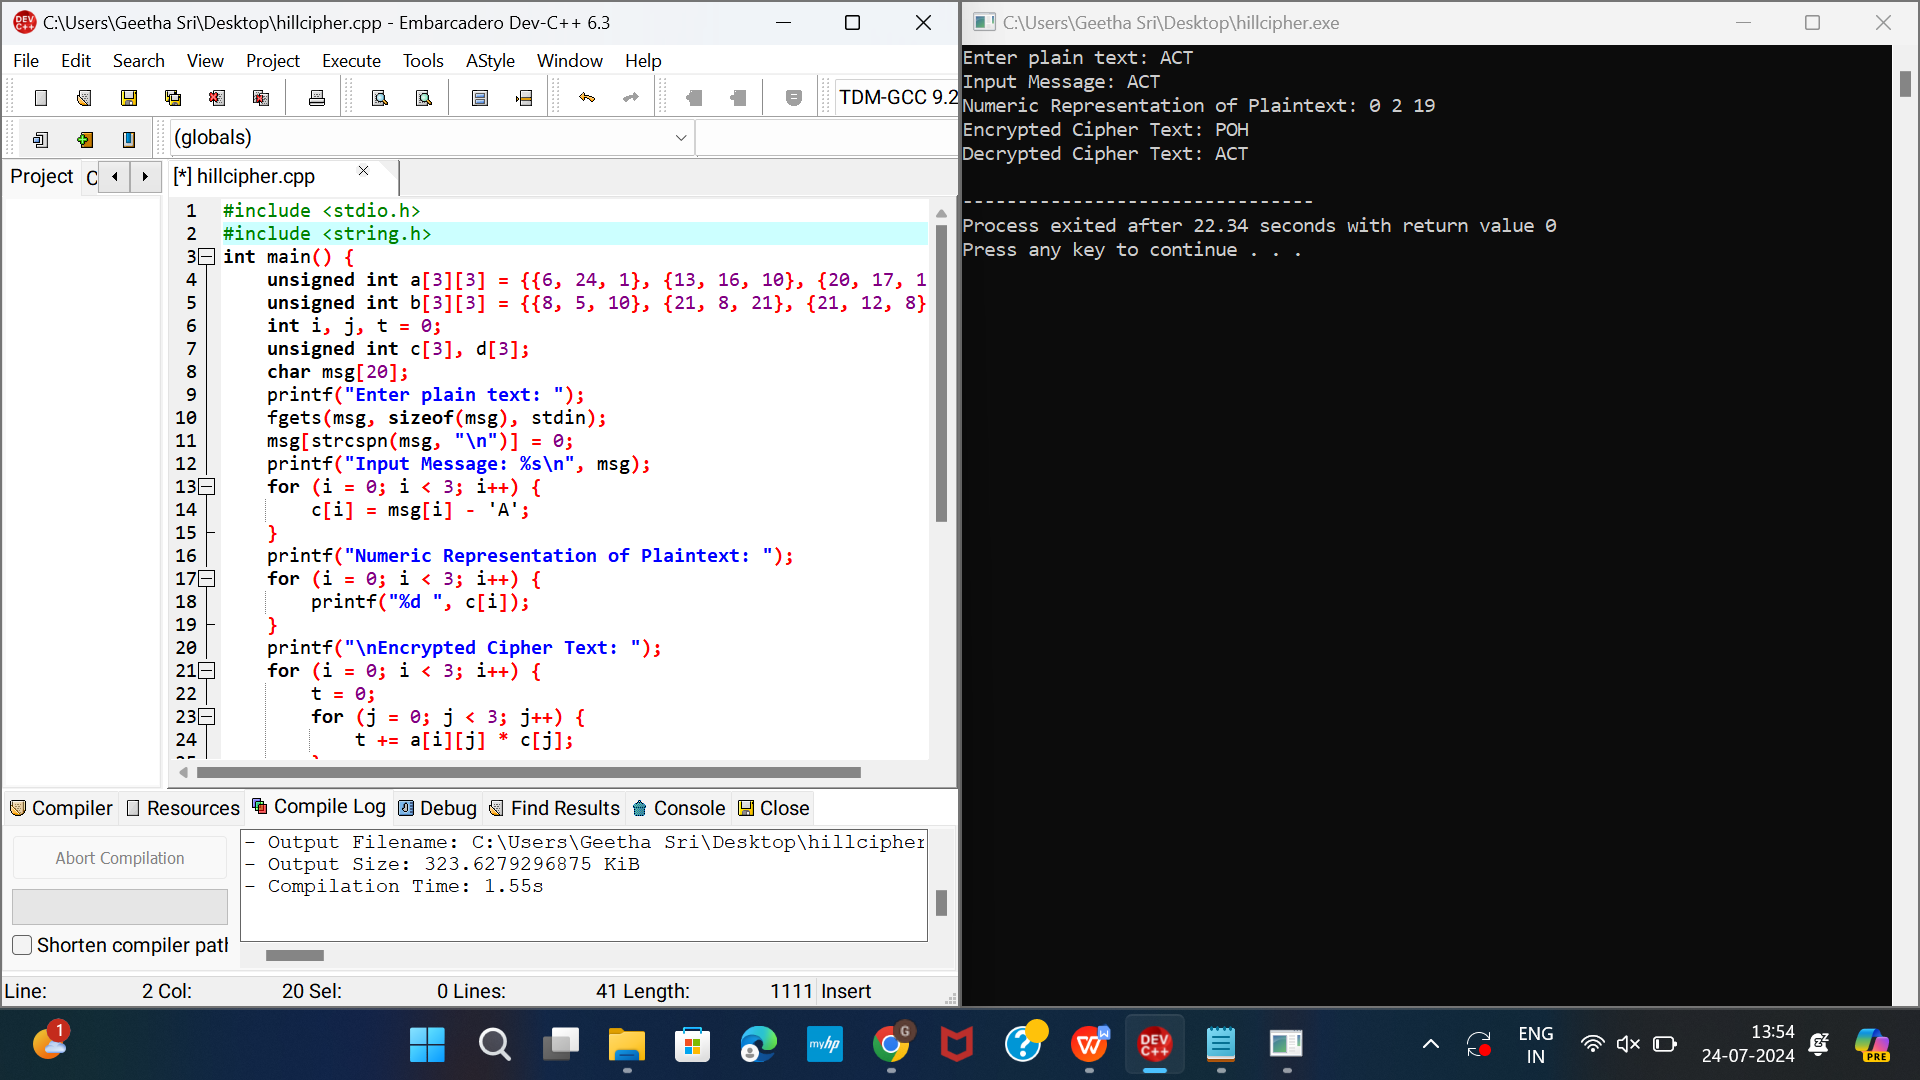 C:\Users\Geetha Sri\Desktop\hillcipher.cpp - Embarcadero Dev-C++ 6.3
File Edit Search View Project Execute Tools AStyle Window Help
TDM-GCC 9.2
(globals)
Project C
[*] hillcipher.cpp
1 #include <stdio.h>
2 #include <string.h>
3 int main() {
4 unsigned int a[3][3] = {{6, 24, 1}, {13, 16, 10}, {20, 17, 1
5 unsigned int b[3][3] = {{8, 5, 10}, {21, 8, 21}, {21, 12, 8}
6 int i, j, t = 0;
7 unsigned int c[3], d[3];
8 char msg[20];
9 printf("Enter plain text: ");
10 fgets(msg, sizeof(msg), stdin);
11 msg[strcspn(msg, "\n")] = 0;
12 printf("Input Message: %s\n", msg);
13 for (i = 0; i < 3; i++) {
14 c[i] = msg[i] - 'A';
15 }
16 printf("Numeric Representation of Plaintext: ");
17 for (i = 0; i < 3; i++) {
18 printf("%d ", c[i]);
19 }
20 printf("\nEncrypted Cipher Text: ");
21 for (i = 0; i < 3; i++) {
22 t = 0;
23 for (j = 0; j < 3; j++) {
24 t += a[i][j] * c[j];
Compiler Resources Compile Log Debug Find Results Console Close
Abort Compilation
Shorten compiler path
- Output Filename: C:\Users\Geetha Sri\Desktop\hillcipher
- Output Size: 323.6279296875 KiB
- Compilation Time: 1.55s
Line: 2 Col: 20 Sel: 0 Lines: 41 Length: 1111 Insert
C:\Users\Geetha Sri\Desktop\hillcipher.exe
Enter plain text: ACT
Input Message: ACT
Numeric Representation of Plaintext: 0 2 19
Encrypted Cipher Text: POH
Decrypted Cipher Text: ACT
--------------------------------
Process exited after 22.34 seconds with return value 0
Press any key to continue . . .
1
myhp
G
W
DEV C++
ENG
IN
13:54
24-07-2024
PRE